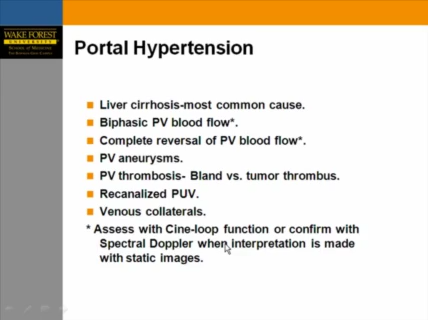 WAKE FOREST
UNIVERSITY
SCHOOL of MEDICINE
Portal Hypertension
Liver cirrhosis-most common cause.
Biphasic PV blood flow*.
Complete reversal of PV blood flow*.
PV aneurysms.
PV thrombosis- Bland vs. tumor thrombus.
Recanalized PUV.
Venous collaterals.
* Assess with Cine-loop function or confirm with
Spectral Doppler when interpretation is made
with static images.